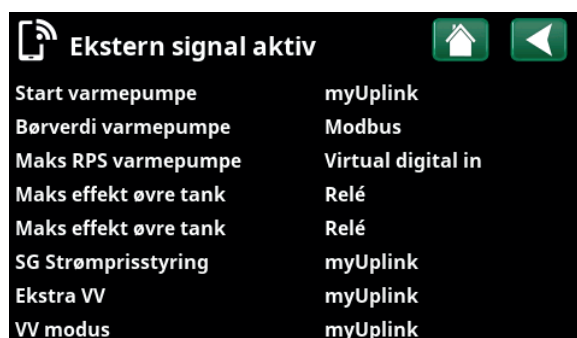 Ekstern signal aktiv
Start varmepumpe myUplink
Børverdi varmepumpe Modbus
Maks RPS varmepumpe Virtual digital in
Maks effekt øvre tank Relé
Maks effekt øvre tank Relé
SG Strømprisstyring myUplink
Ekstra VV myUplink
VV modus myUplink